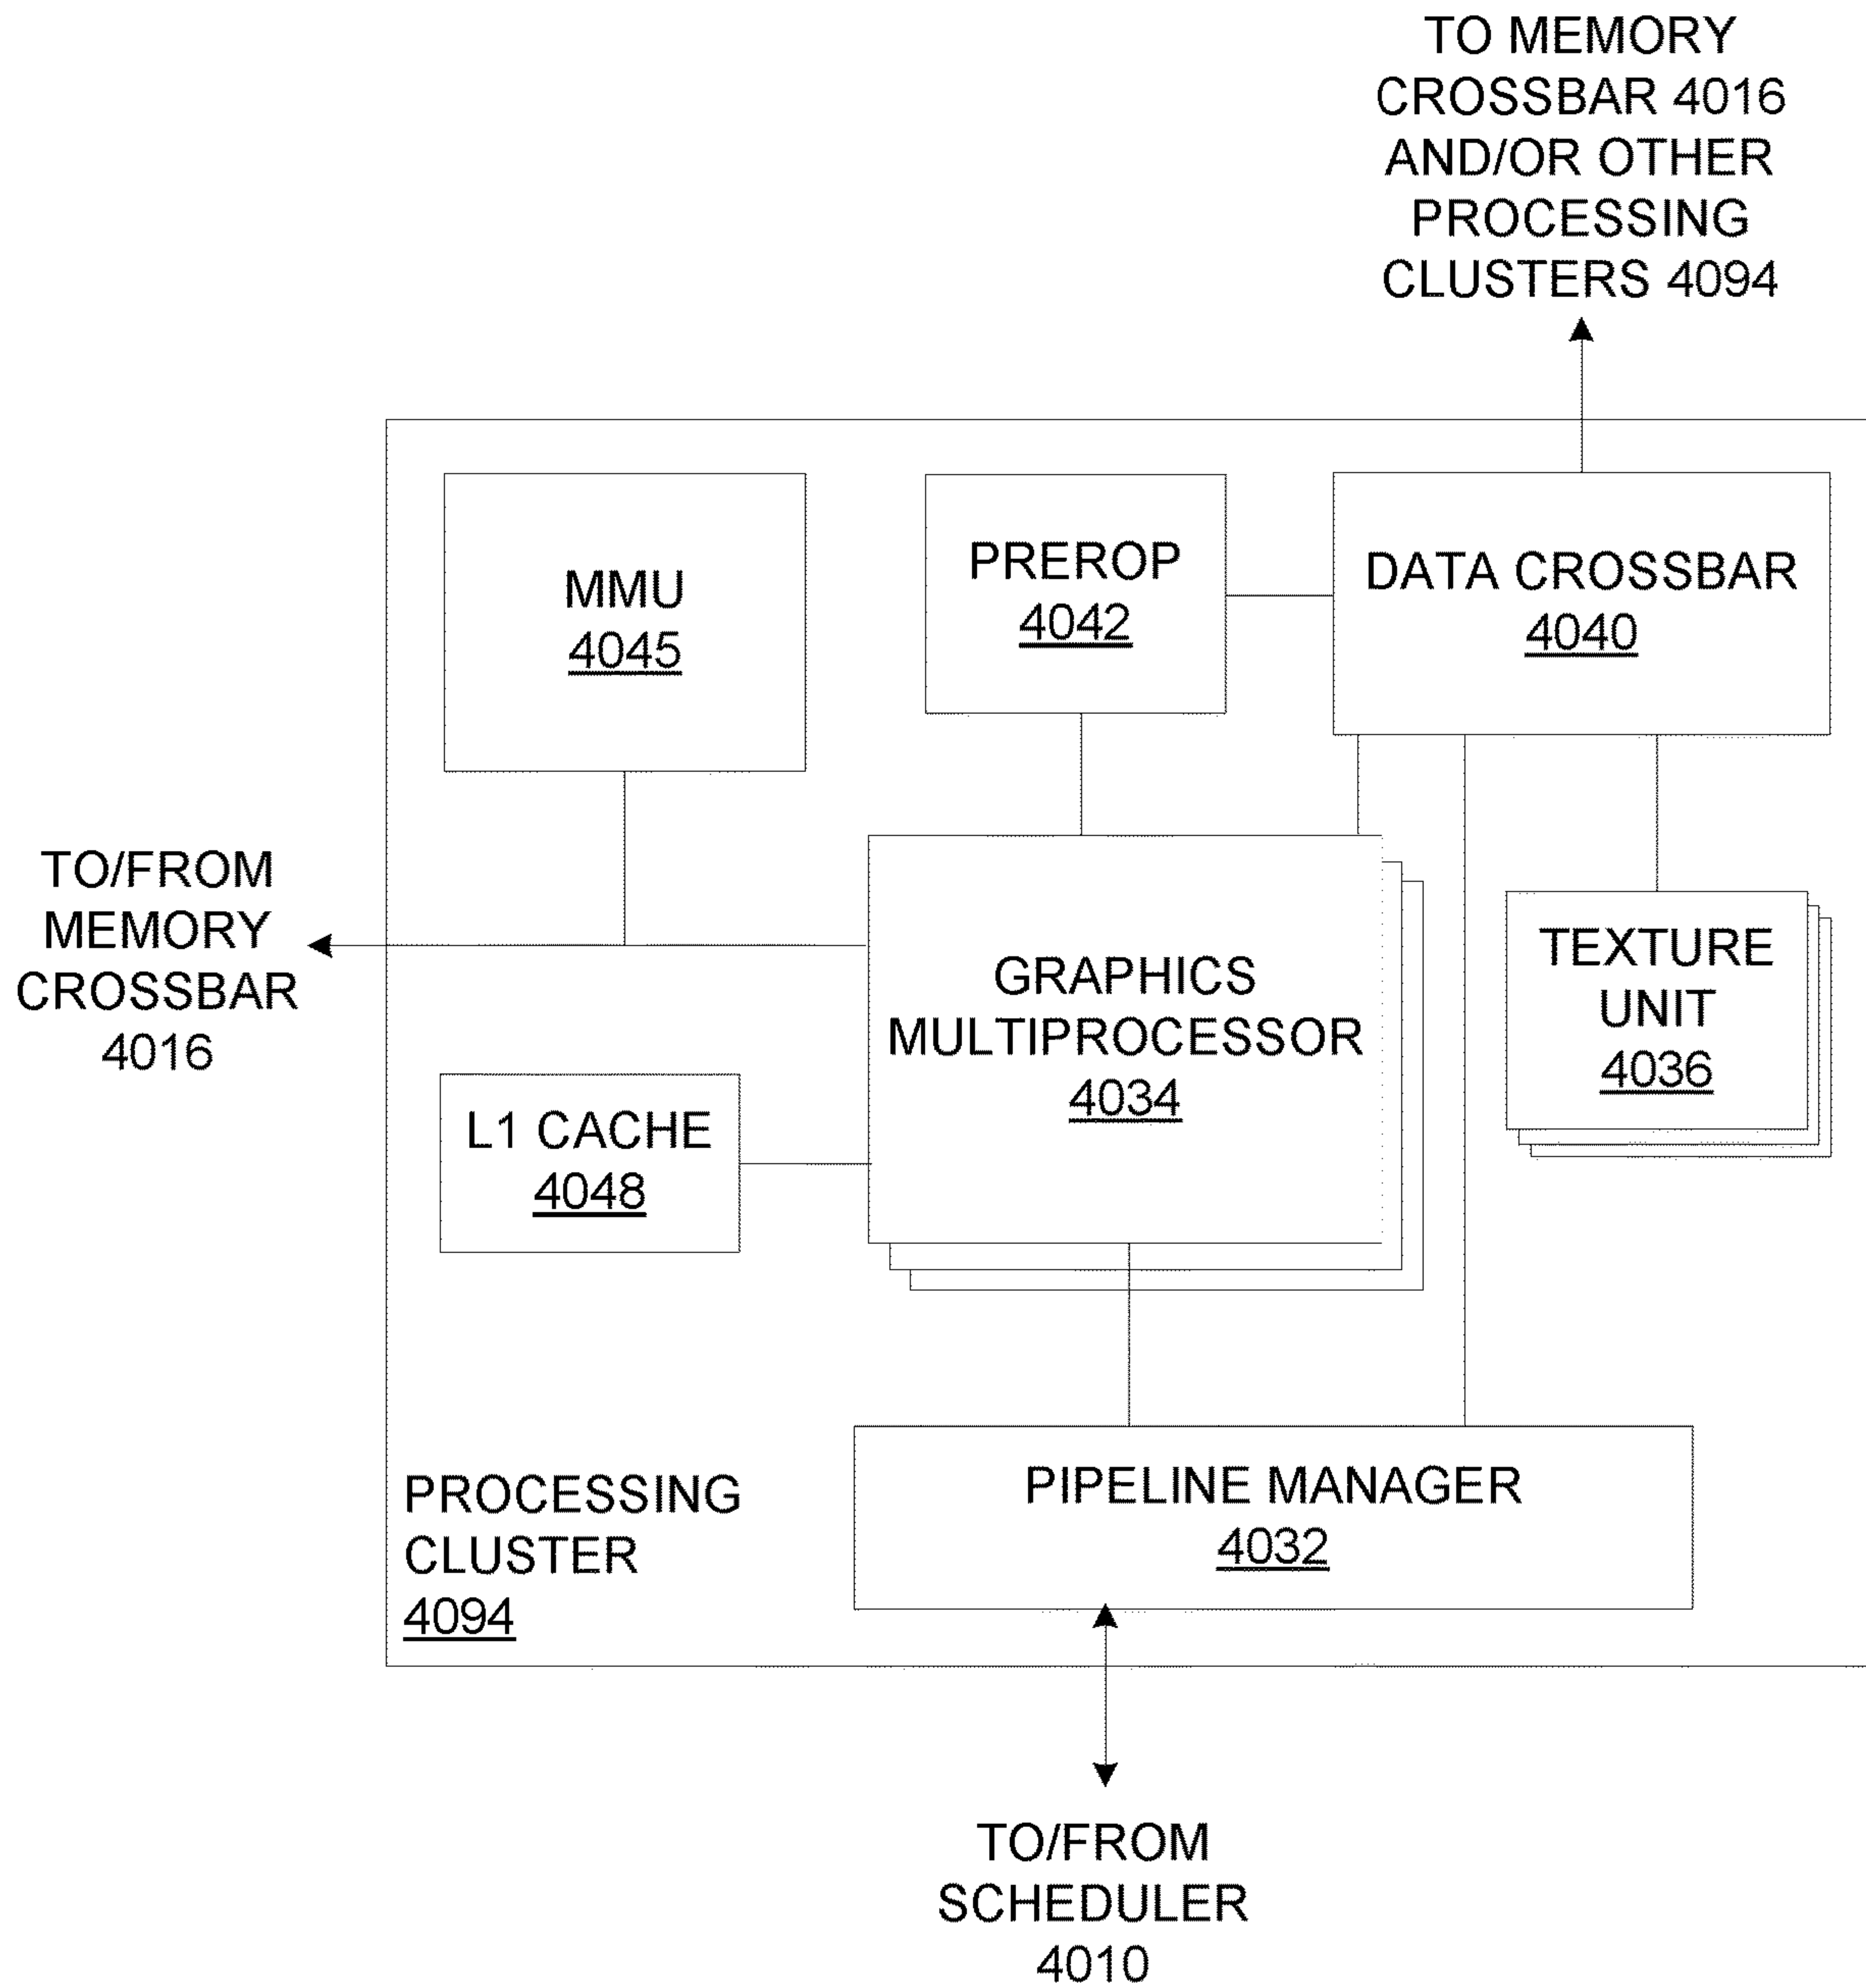 TO MEMORY
CROSSBAR 4016
AND/OR OTHER
PROCESSING
CLUSTERS 4094
MMU
4045
PREROP
4042
DATA CROSSBAR
4040
TO/FROM
MEMORY
CROSSBAR
4016
GRAPHICS
MULTIPROCESSOR
4034
TEXTURE
UNIT
4036
L1 CACHE
4048
PROCESSING
CLUSTER
4094
PIPELINE MANAGER
4032
TO/FROM
SCHEDULER
4010